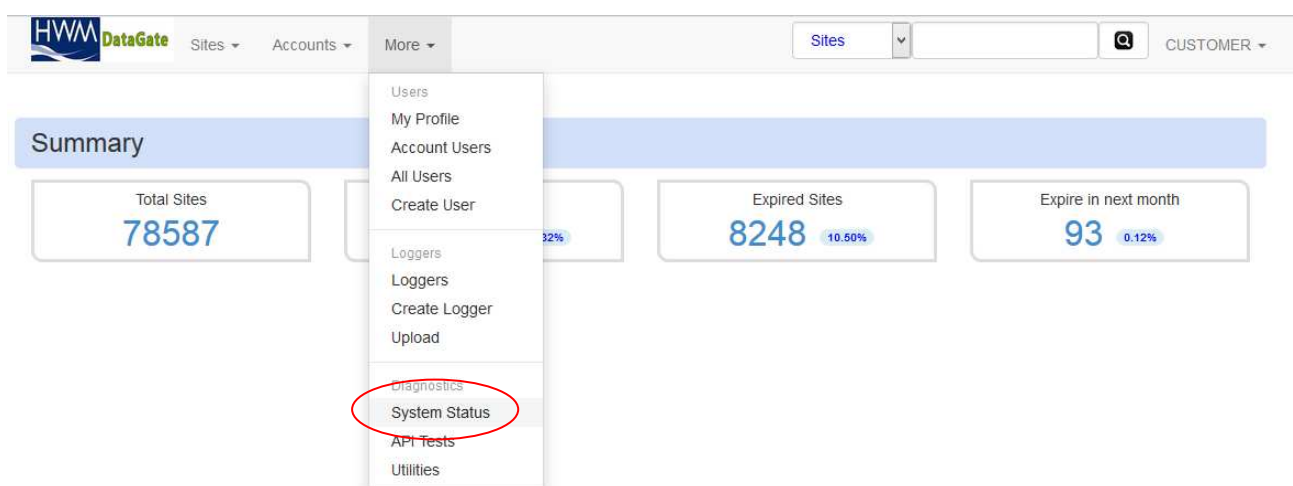 HWM DataGate Sites Accounts More Sites CUSTOMER
Users
My Profile
Account Users
All Users
Create User
Loggers
Loggers
Create Logger
Upload
Diagnostics
System Status
API Tests
Utilities
Summary
Total Sites
78587
32%
Expired Sites
8248 10.50%
Expire in next month
93 0.12%